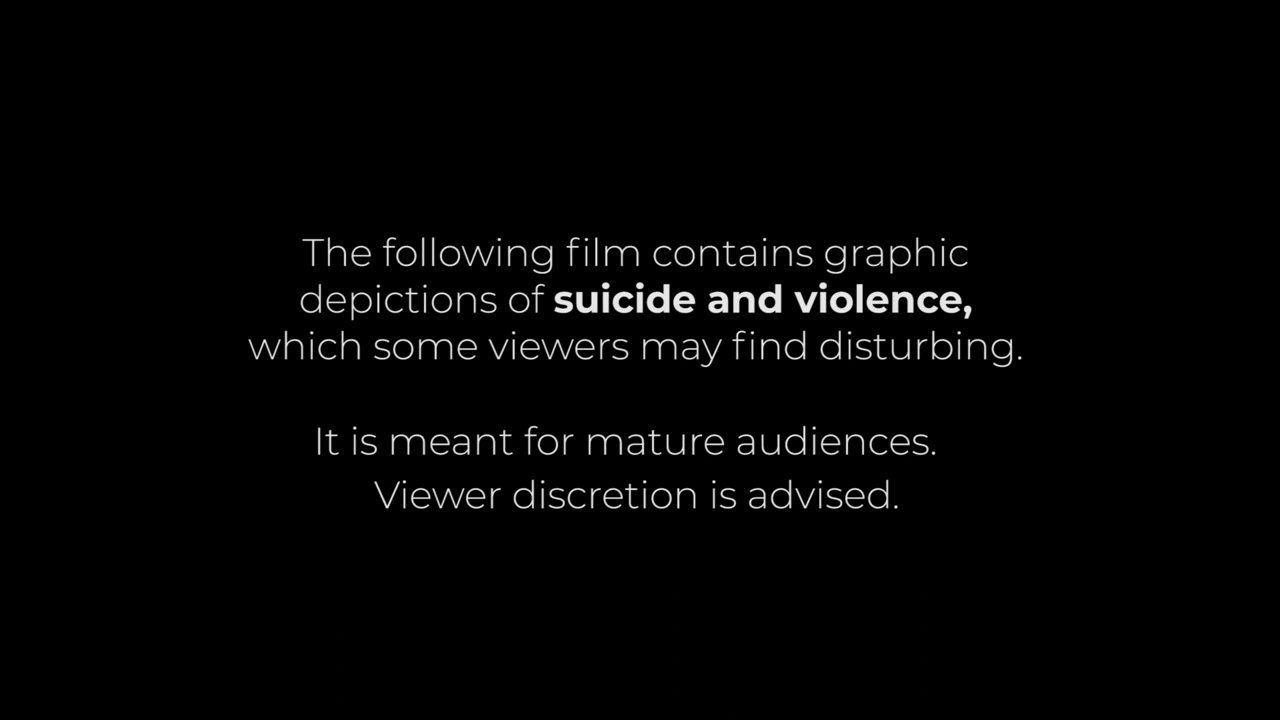 The following film contains graphic
depictions of suicide and violence,
which some viewers may find disturbing.
It is meant for mature audiences.
Viewer discretion is advised.